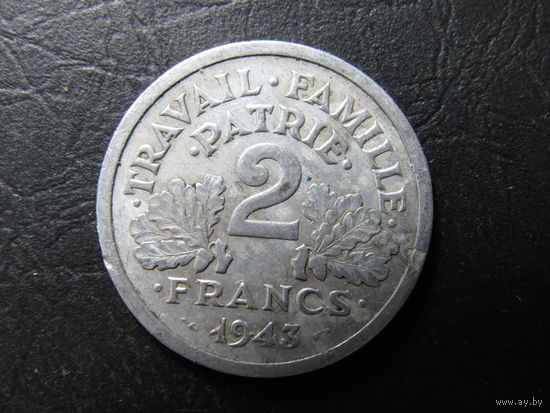 TRAVAIL · FAMILLE
· PATRIE ·
2
· FRANCS ·
1943
www.ay.by